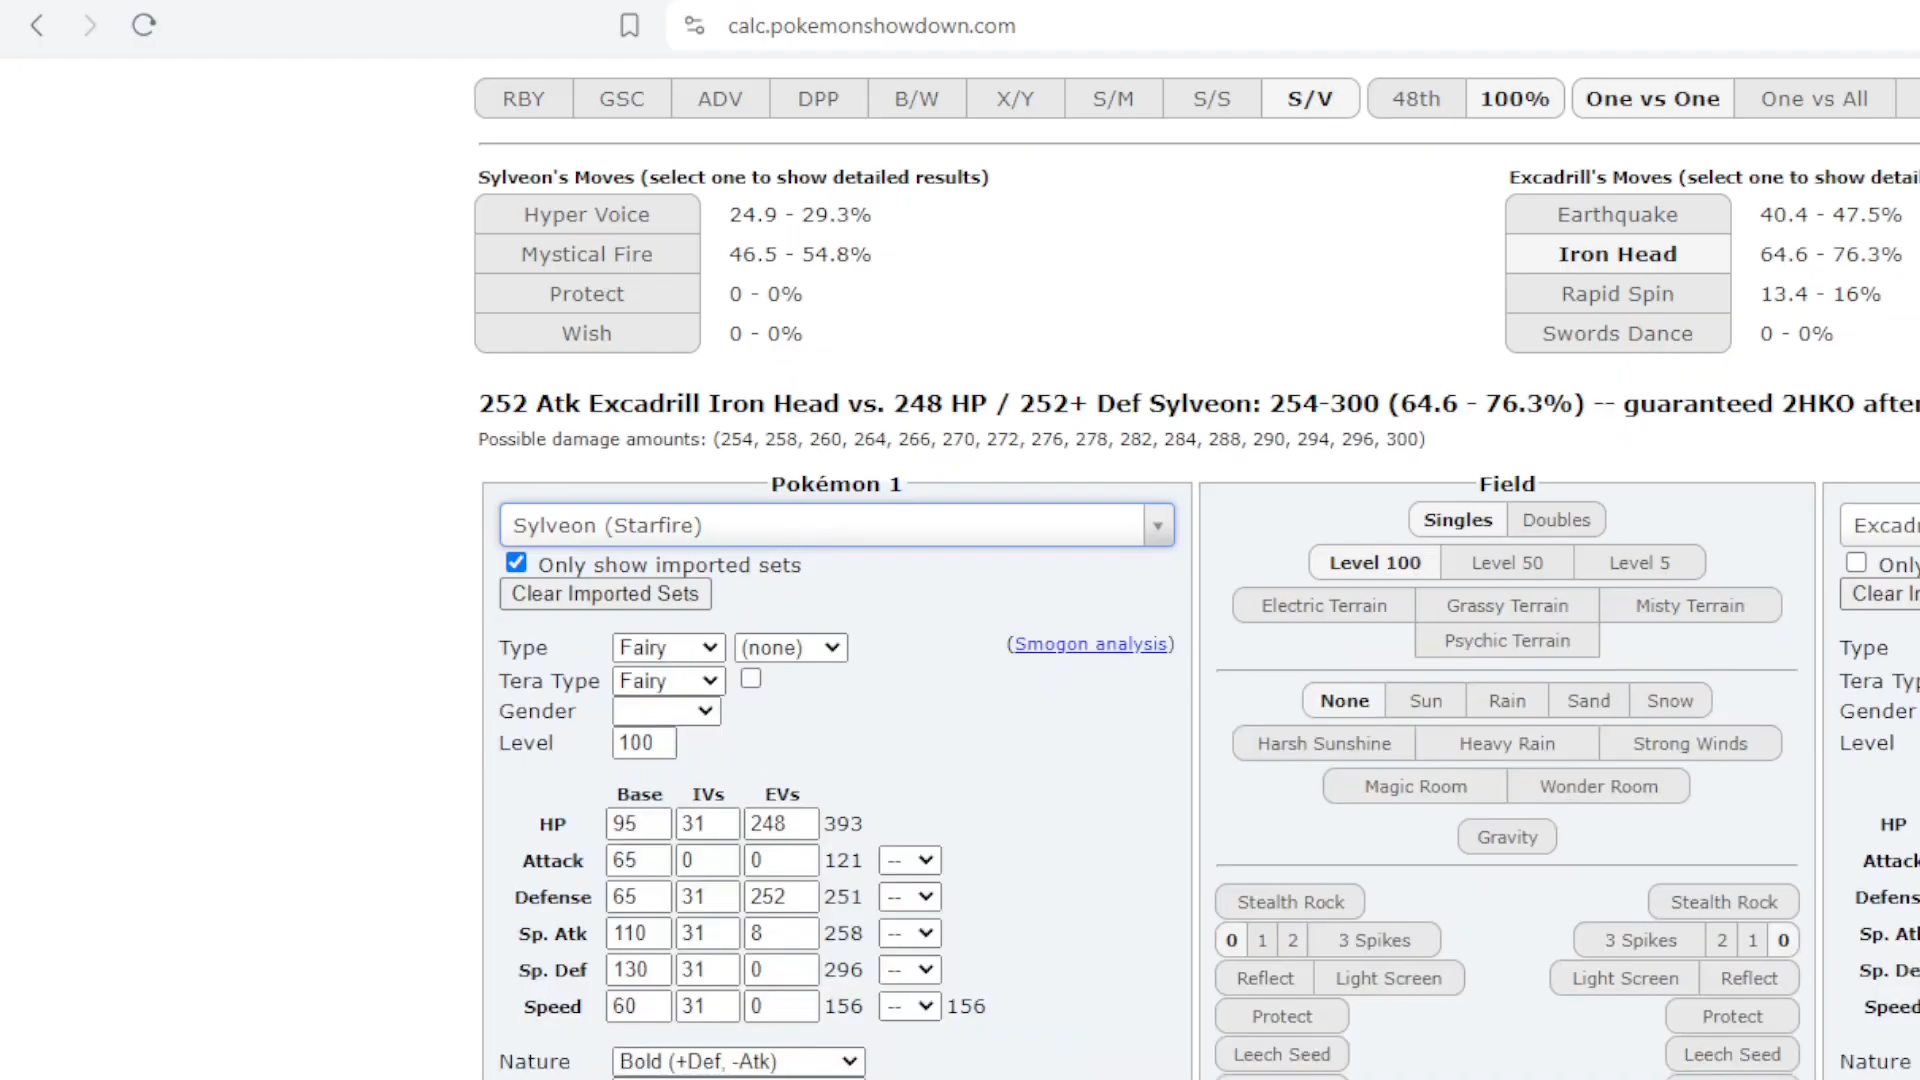 calc.pokemonshowdown.com
RBY GSC ADV DPP B/W X/Y S/M S/S S/V 48th 100% One vs One One vs All
Sylveon's Moves (select one to show detailed results)
Hyper Voice 24.9 - 29.3%
Mystical Fire 46.5 - 54.8%
Protect 0 - 0%
Wish 0 - 0%
Excadrill's Moves (select one to show detai
Earthquake 40.4 - 47.5%
Iron Head 64.6 - 76.3%
Rapid Spin 13.4 - 16%
Swords Dance 0 - 0%
252 Atk Excadrill Iron Head vs. 248 HP / 252+ Def Sylveon: 254-300 (64.6 - 76.3%) -- guaranteed 2HKO after
Possible damage amounts: (254, 258, 260, 264, 266, 270, 272, 276, 278, 282, 284, 288, 290, 294, 296, 300)
Pokémon 1
Sylveon (Starfire)
Only show imported sets
Clear Imported Sets
Type Fairy (none) (Smogon analysis)
Tera Type Fairy
Gender
Level 100
Base IVs EVs
HP 95 31 248 393
Attack 65 0 0 121 --
Defense 65 31 252 251 --
Sp. Atk 110 31 8 258 --
Sp. Def 130 31 0 296 --
Speed 60 31 0 156 -- 156
Nature Bold (+Def, -Atk)
Field
Singles Doubles
Level 100 Level 50 Level 5
Electric Terrain Grassy Terrain Misty Terrain
Psychic Terrain
None Sun Rain Sand Snow
Harsh Sunshine Heavy Rain Strong Winds
Magic Room Wonder Room
Gravity
Stealth Rock Stealth Rock
0 1 2 3 Spikes 3 Spikes 2 1 0
Reflect Light Screen Light Screen Reflect
Protect Protect
Leech Seed Leech Seed
Excadr
Only
Clear I
Type
Tera Typ
Gender
Level
HP
Attack
Defens
Sp. Atk
Sp. De
Speed
Nature